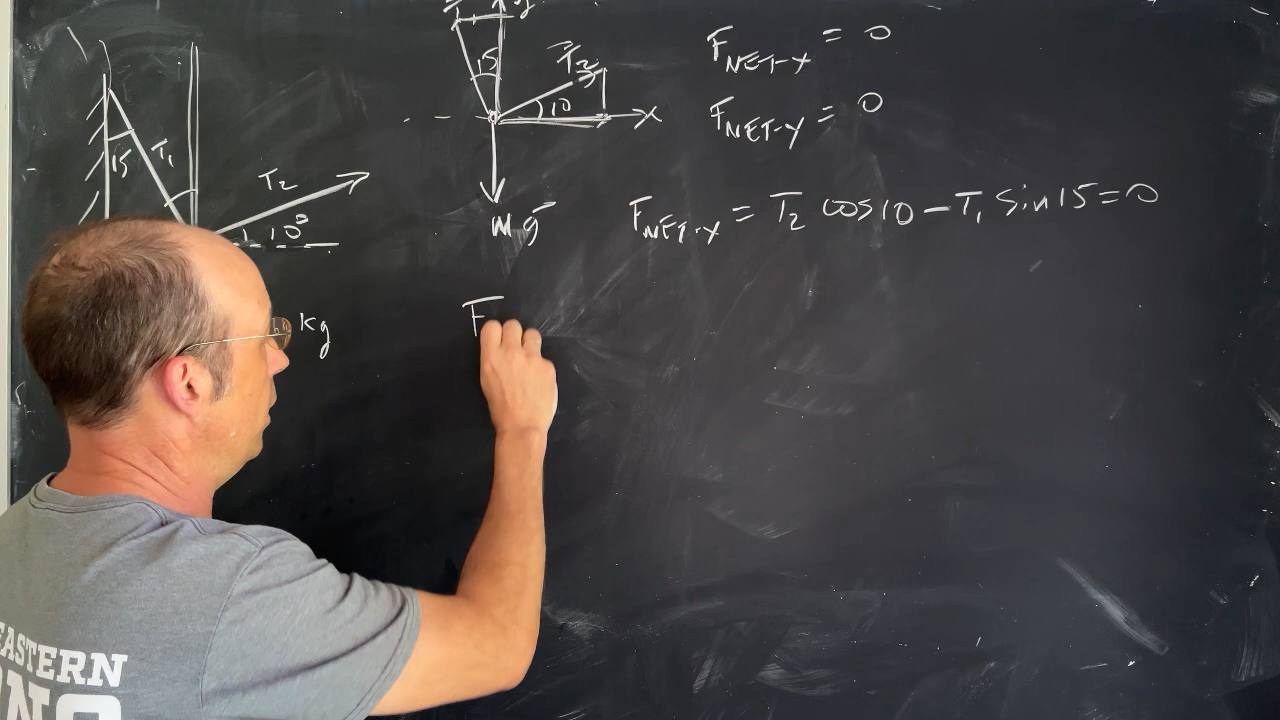 y
15
T₂
F_NET-x = 0
10
x
F_NET-y = 0
15
T₁
T₂
10°
mg
F_NET-x = T₂ cos10 - T₁ sin15 = 0
kg
F
EASTERN